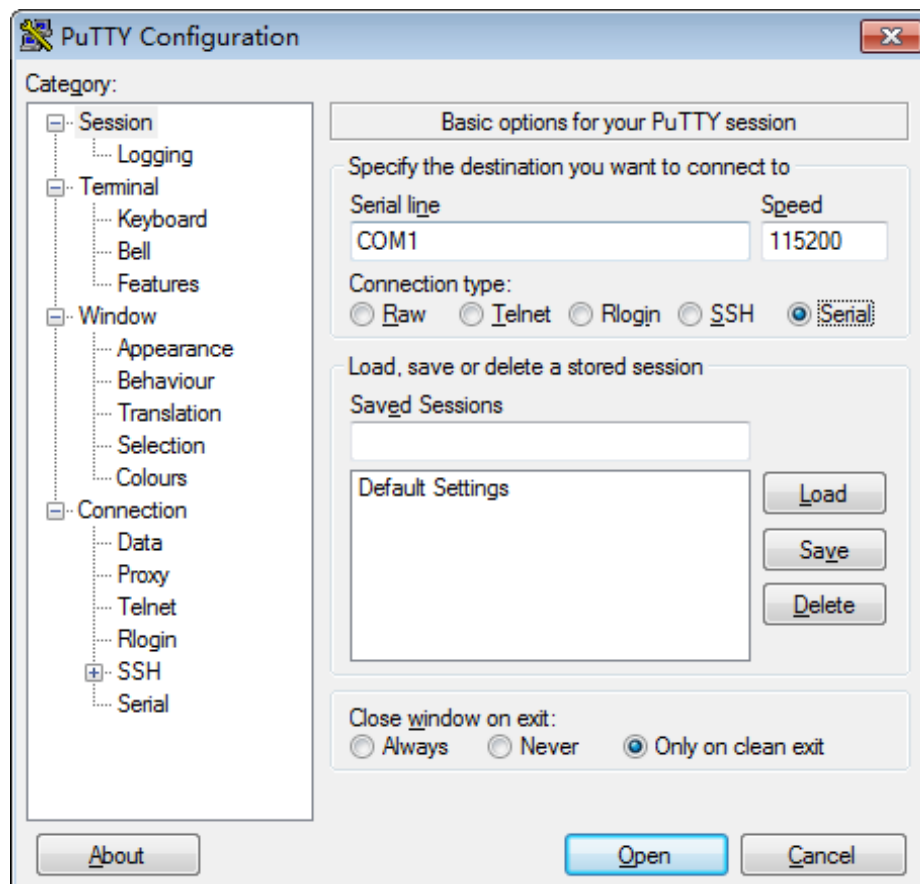 PuTTY Configuration
Category:
Session
Logging
Terminal
Keyboard
Bell
Features
Window
Appearance
Behaviour
Translation
Selection
Colours
Connection
Data
Proxy
Telnet
Rlogin
SSH
Serial
Basic options for your PuTTY session
Specify the destination you want to connect to
Serial line Speed
COM1 115200
Connection type:
Raw Telnet Rlogin SSH Serial
Load, save or delete a stored session
Saved Sessions
Default Settings
Load
Save
Delete
Close window on exit:
Always Never Only on clean exit
About Open Cancel